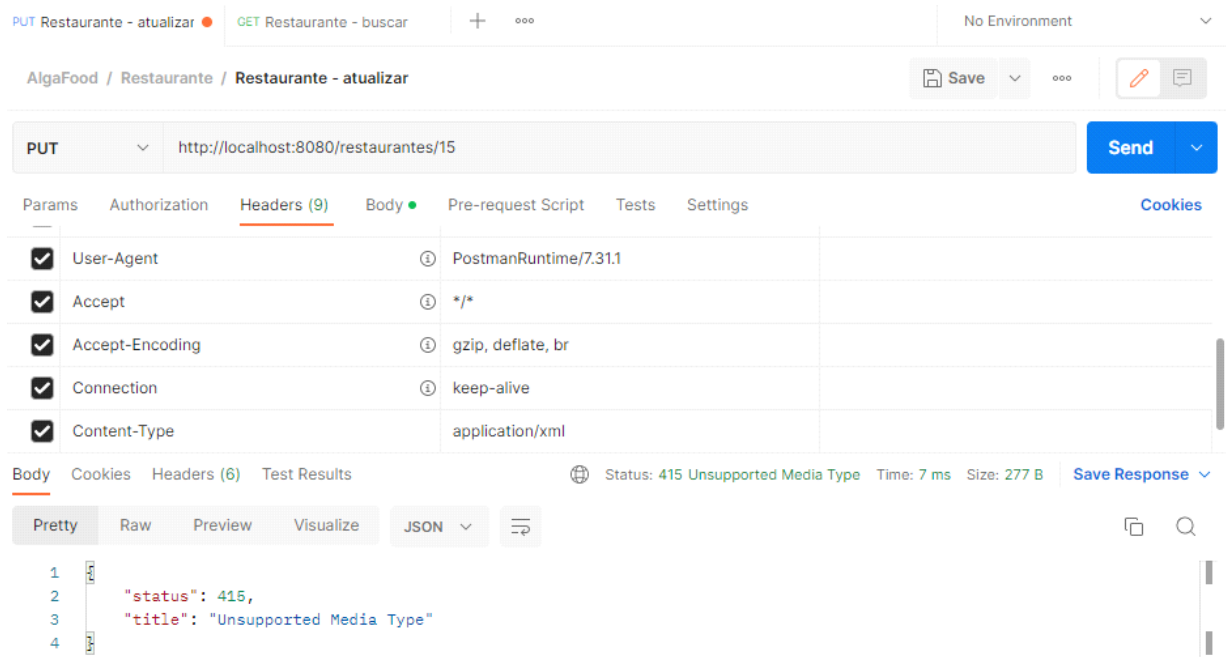 PUT Restaurante - atualizar GET Restaurante - buscar No Environment
AlgaFood / Restaurante / Restaurante - atualizar Save
PUT http://localhost:8080/restaurantes/15 Send
Params Authorization Headers (9) Body Pre-request Script Tests Settings Cookies
User-Agent PostmanRuntime/7.31.1
Accept */*
Accept-Encoding gzip, deflate, br
Connection keep-alive
Content-Type application/xml
Body Cookies Headers (6) Test Results Status: 415 Unsupported Media Type Time: 7 ms Size: 277 B Save Response
Pretty Raw Preview Visualize JSON
1 {
2 "status": 415,
3 "title": "Unsupported Media Type"
4 }